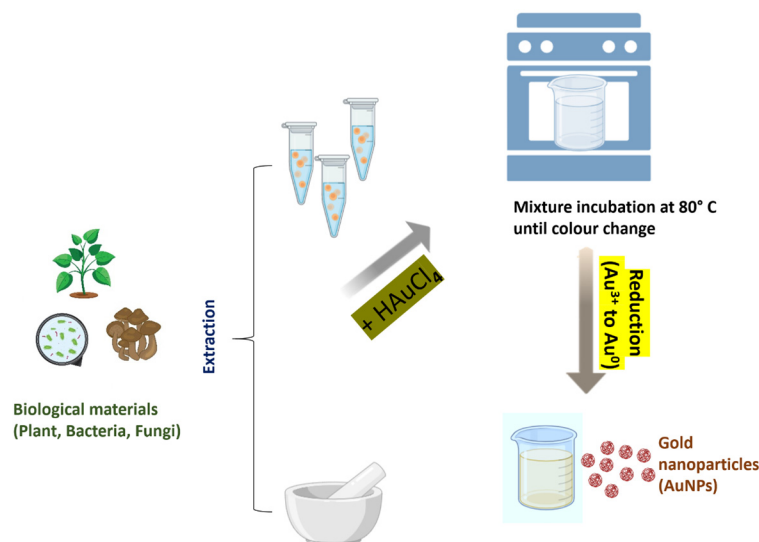 Biological materials
(Plant, Bacteria, Fungi)
Extraction
+ HAuCl₄
Mixture incubation at 80° C
until colour change
Reduction
(Au³⁺ to Au⁰)
Gold
nanoparticles
(AuNPs)